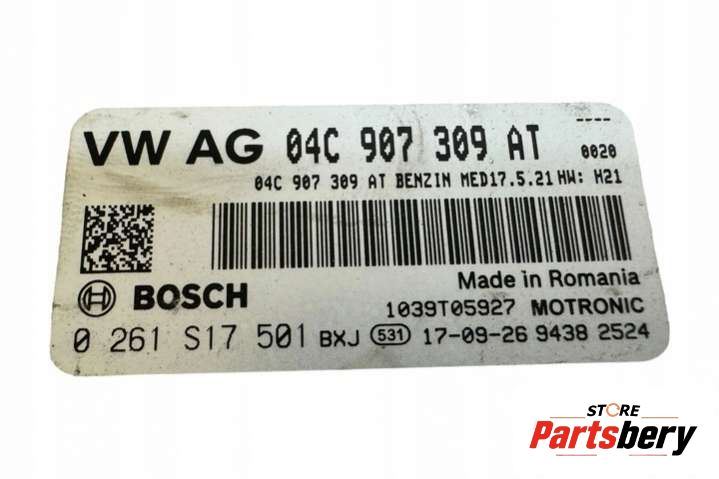 ----
VW AG 04C 907 309 AT 0020
04C 907 309 AT BENZIN MED17.5.21 HW: H21
Made in Romania
BOSCH 1039T05927 MOTRONIC
0 261 S17 501 BXJ 531 17-09-26 9438 2524
STORE
Partsbery